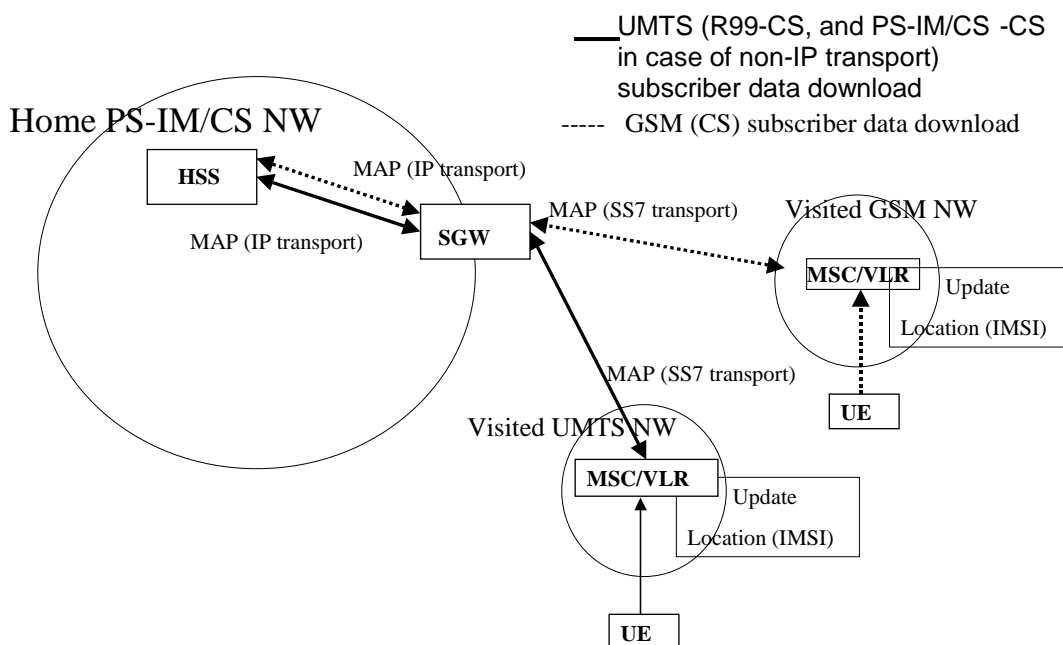 UMTS (R99-CS, and PS-IM/CS -CS
in case of non-IP transport)
subscriber data download
----- GSM (CS) subscriber data download
Home PS-IM/CS NW
HSS
MAP (IP transport)
MAP (IP transport)
SGW
MAP (SS7 transport)
Visited GSM NW
MSC/VLR
Update
Location (IMSI)
UE
MAP (SS7 transport)
Visited UMTS NW
MSC/VLR
Update
Location (IMSI)
UE